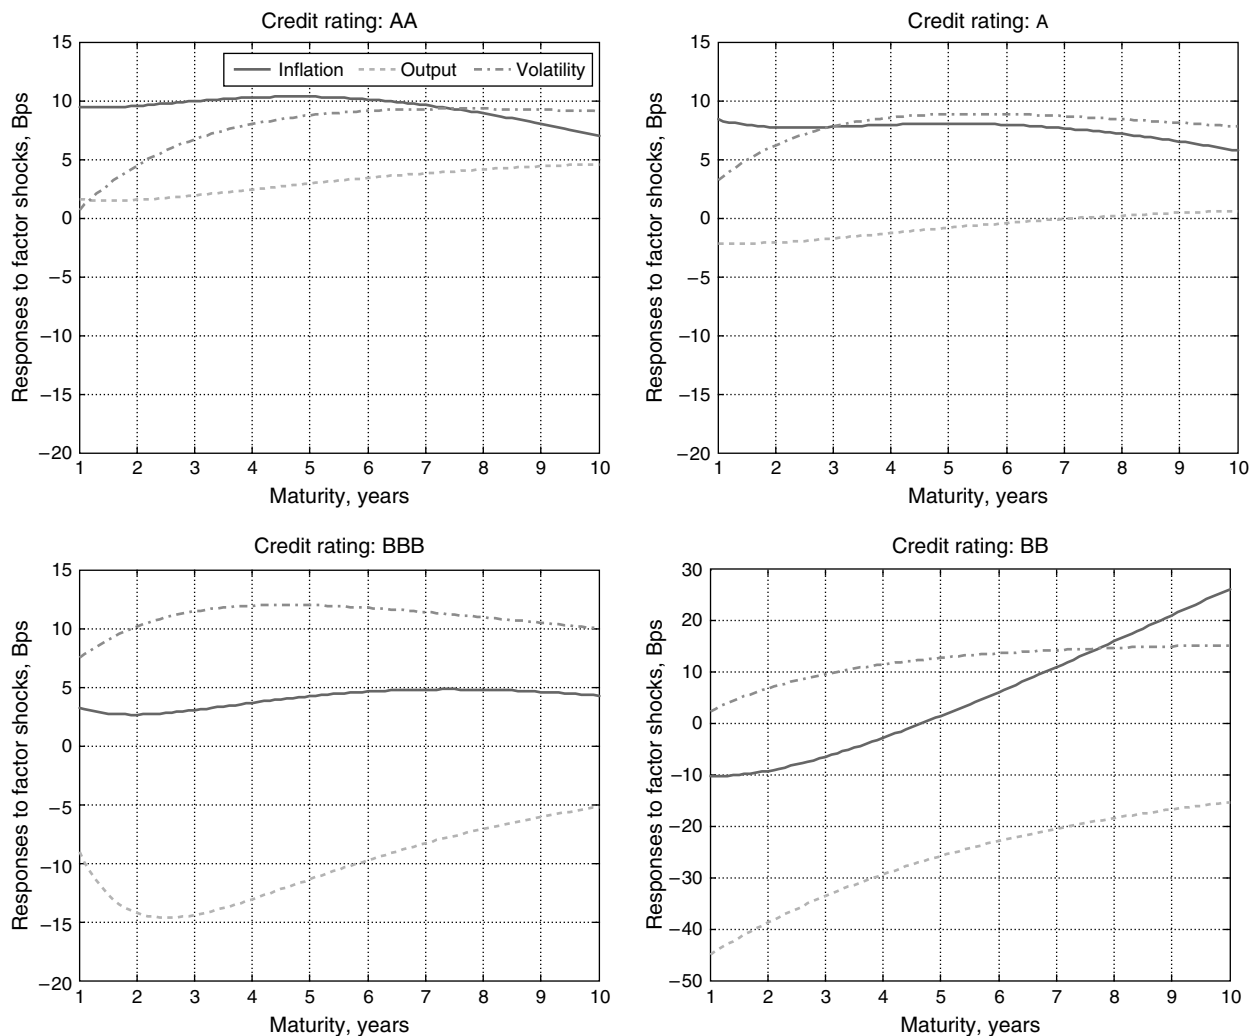 Credit rating: AA
Responses to factor shocks, Bps
15
10
5
0
−5
−10
−15
−20
Inflation Output Volatility
1 2 3 4 5 6 7 8 9 10
Maturity, years
Credit rating: A
Responses to factor shocks, Bps
15
10
5
0
−5
−10
−15
−20
1 2 3 4 5 6 7 8 9 10
Maturity, years
Credit rating: BBB
Responses to factor shocks, Bps
15
10
5
0
−5
−10
−15
−20
1 2 3 4 5 6 7 8 9 10
Maturity, years
Credit rating: BB
Responses to factor shocks, Bps
30
20
10
0
−10
−20
−30
−40
−50
1 2 3 4 5 6 7 8 9 10
Maturity, years